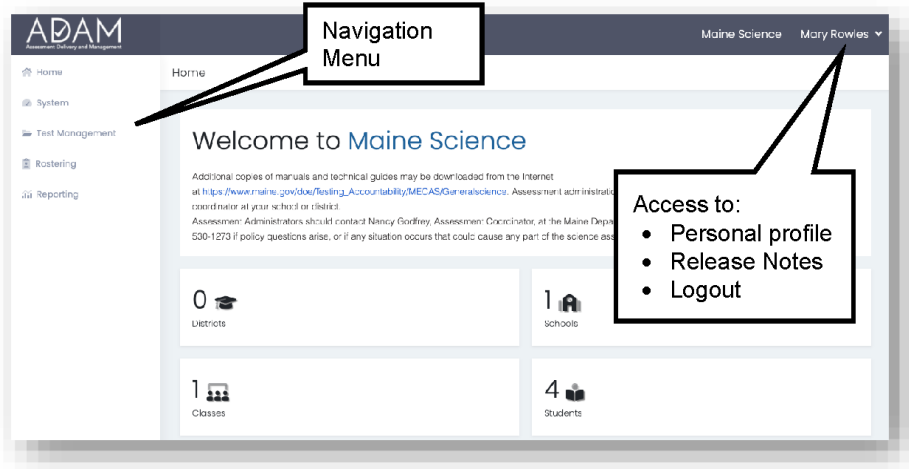 ADAM
Assessment Delivery and Management
Maine Science
Mary Rowles
Navigation
Menu
Home
Home
System
Test Management
Rostering
Reporting
Welcome to Maine Science
Additional copies of manuals and technical guides may be downloaded from the Internet
at https://www.maine.gov/doe/Testing_Accountability/MECAS/Generalscience. Assessment administratio
coordinator at your school or district.
Assessment Administrators should contact Nancy Godfrey, Assessment Coordinator, at the Maine Depa
530-1273 if policy questions arise, or if any situation occurs that could cause any part of the science ass
Access to:
• Personal profile
• Release Notes
• Logout
0
Districts
1
Schools
1
Classes
4
Students